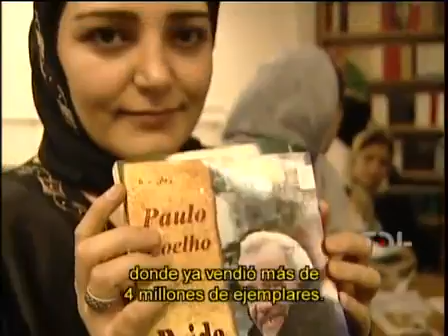 Paulo
Coelho
donde ya vendió más de
4 millones de ejemplares.